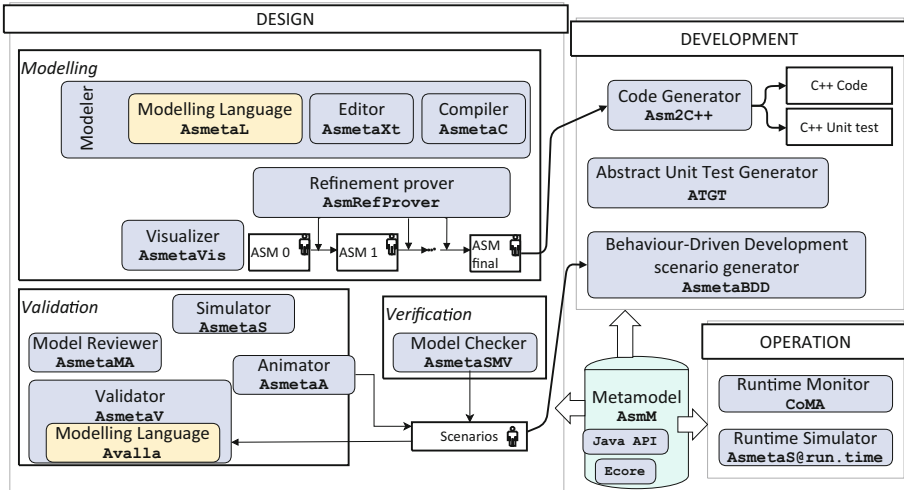 DESIGN
Modelling
Modeler
Modelling Language
AsmetaL
Editor
AsmetaXt
Compiler
AsmetaC
Refinement prover
AsmRefProver
Visualizer
AsmetaVis
ASM 0
ASM 1
...
ASM
final
Validation
Simulator
AsmetaS
Model Reviewer
AsmetaMA
Animator
AsmetaA
Validator
AsmetaV
Modelling Language
Avalla
Verification
Model Checker
AsmetaSMV
Scenarios
DEVELOPMENT
Code Generator
Asm2C++
C++ Code
C++ Unit test
Abstract Unit Test Generator
ATGT
Behaviour-Driven Development
scenario generator
AsmetaBDD
Metamodel
AsmM
Java API
Ecore
OPERATION
Runtime Monitor
CoMA
Runtime Simulator
AsmetaS@run.time